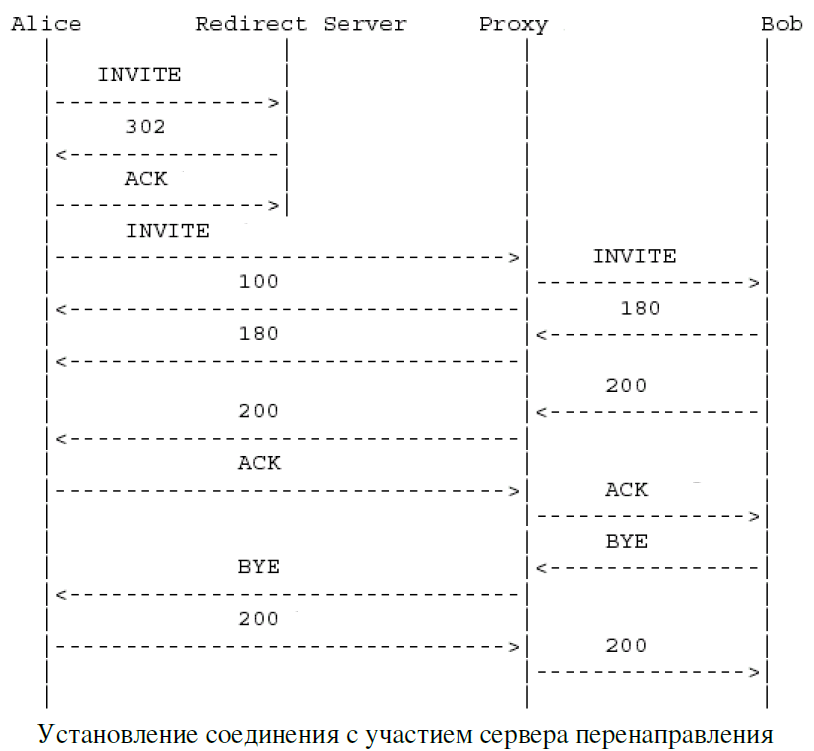 Alice Redirect Server Proxy Bob
INVITE
302
ACK
INVITE
INVITE
100
180
180
200
200
ACK
ACK
BYE
BYE
200
200
Установление соединения с участием сервера перенаправления